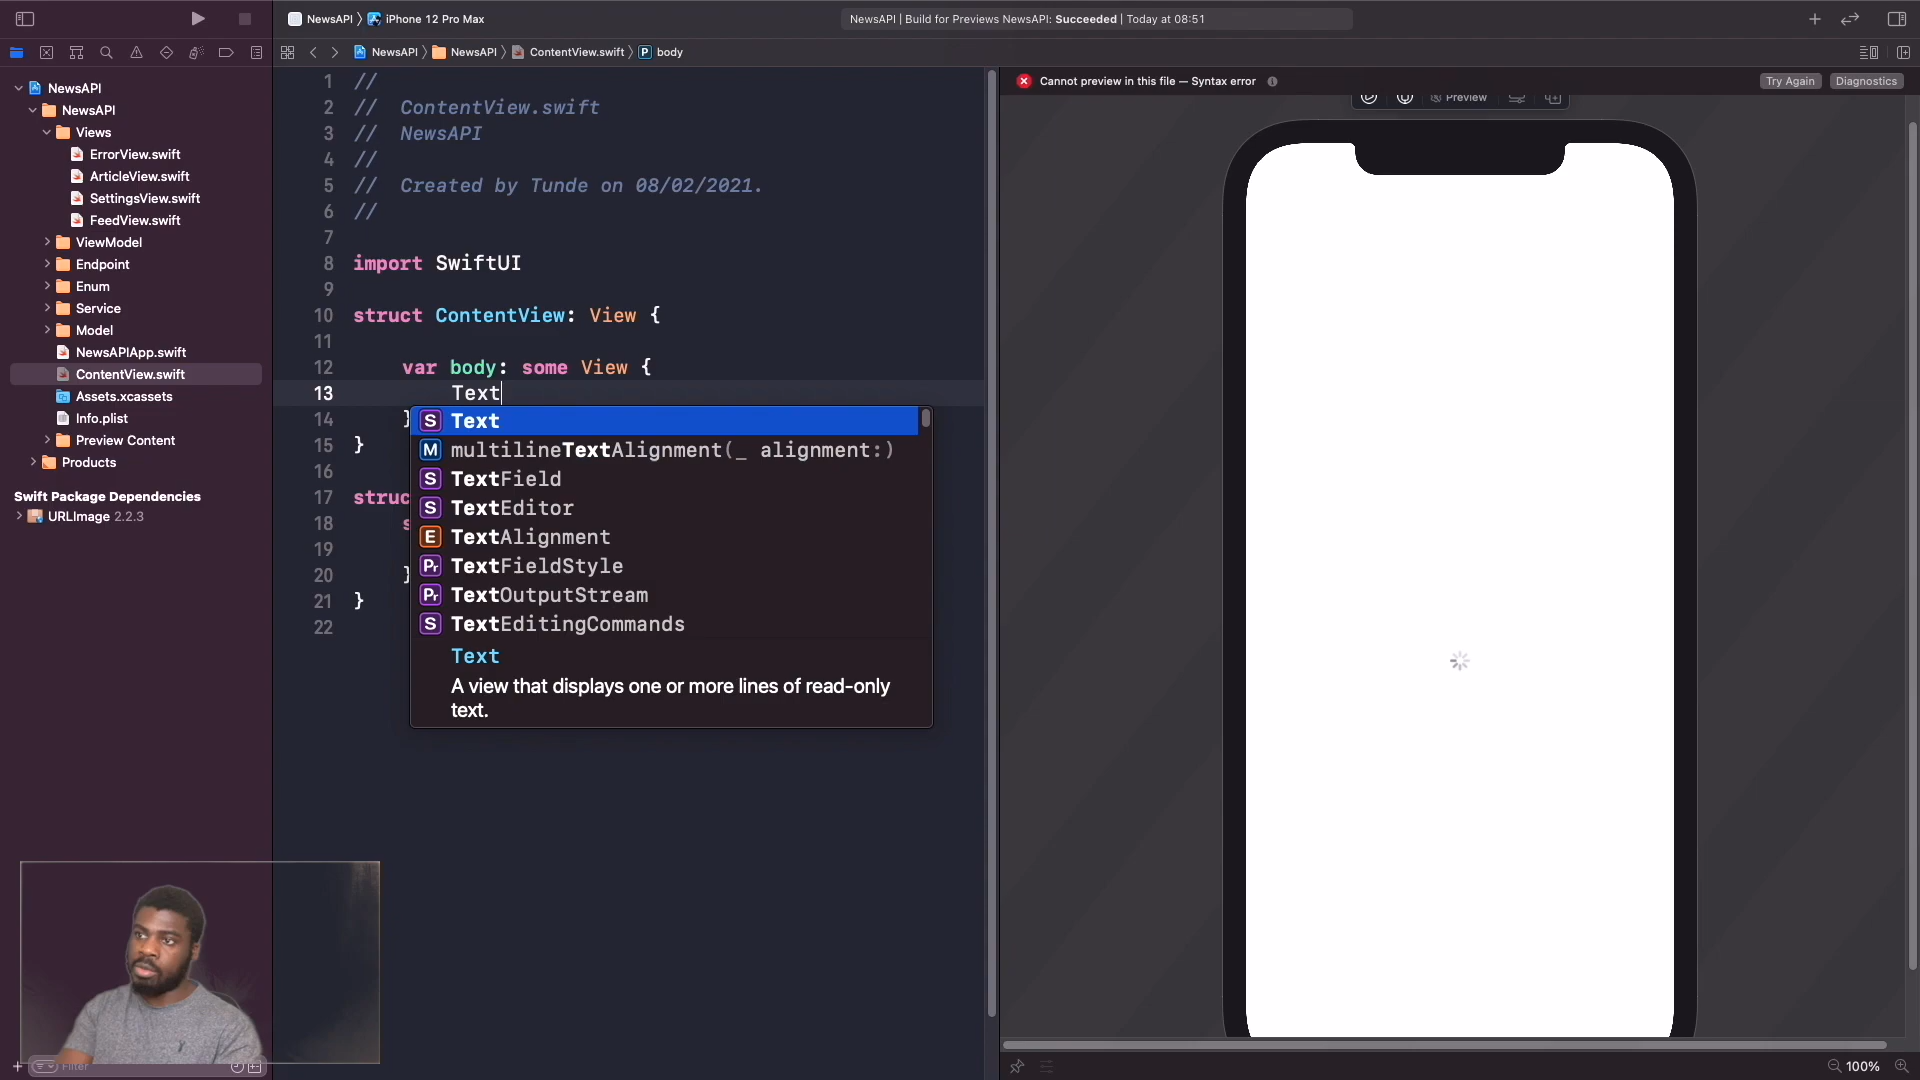 NewsAPI
iPhone 12 Pro Max
NewsAPI | Build for Previews NewsAPI: Succeeded | Today at 08:51
NewsAPI
NewsAPI
ContentView.swift
P
body
NewsAPI
NewsAPI
Views
ErrorView.swift
ArticleView.swift
SettingsView.swift
FeedView.swift
ViewModel
Endpoint
Enum
Service
Model
NewsAPIApp.swift
ContentView.swift
Assets.xcassets
Info.plist
Preview Content
Products
Swift Package Dependencies
URLImage 2.2.3
Filter
1 //
2 // ContentView.swift
3 // NewsAPI
4 //
5 // Created by Tunde on 08/02/2021.
6 //
7
8 import SwiftUI
9
10 struct ContentView: View {
11
12 var body: some View {
13 Text
14 }
15 }
16
17 struc
18 s
19
20 }
21 }
22
S Text
M multilineTextAlignment(_ alignment:)
S TextField
S TextEditor
E TextAlignment
Pr TextFieldStyle
Pr TextOutputStream
S TextEditingCommands
Text
A view that displays one or more lines of read-only
text.
Cannot preview in this file — Syntax error
Try Again
Diagnostics
Preview
100%